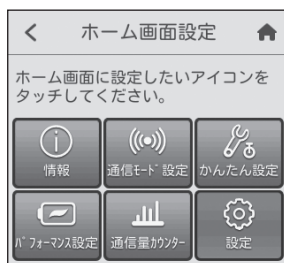 ホーム画面設定
ホーム画面に設定したいアイコンを
タッチしてください。
情報
通信ﾓｰﾄﾞ設定
かんたん設定
ﾊﾟﾌｫｰﾏﾝｽ設定
通信量ｶｳﾝﾀｰ
設定